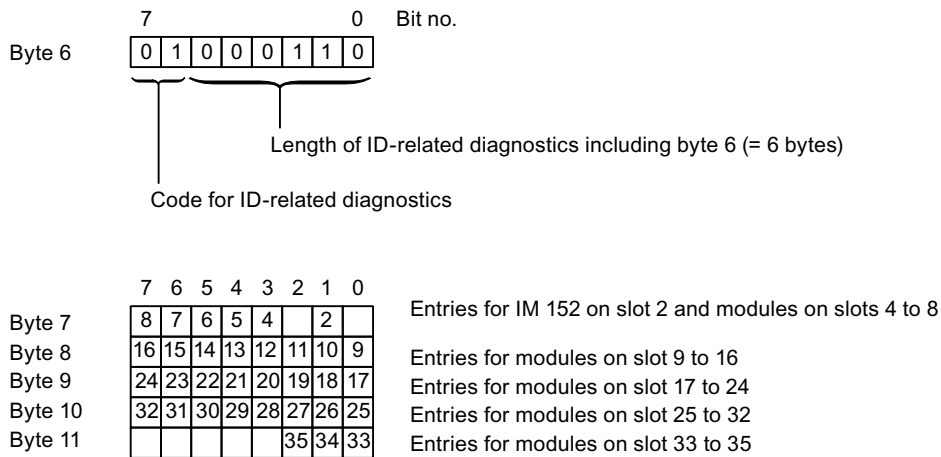 7 0 Bit no.
Byte 6 0 1 0 0 0 1 1 0
Length of ID-related diagnostics including byte 6 (= 6 bytes)
Code for ID-related diagnostics
7 6 5 4 3 2 1 0
Byte 7 8 7 6 5 4 2 Entries for IM 152 on slot 2 and modules on slots 4 to 8
Byte 8 16 15 14 13 12 11 10 9 Entries for modules on slot 9 to 16
Byte 9 24 23 22 21 20 19 18 17 Entries for modules on slot 17 to 24
Byte 10 32 31 30 29 28 27 26 25 Entries for modules on slot 25 to 32
Byte 11 35 34 33 Entries for modules on slot 33 to 35